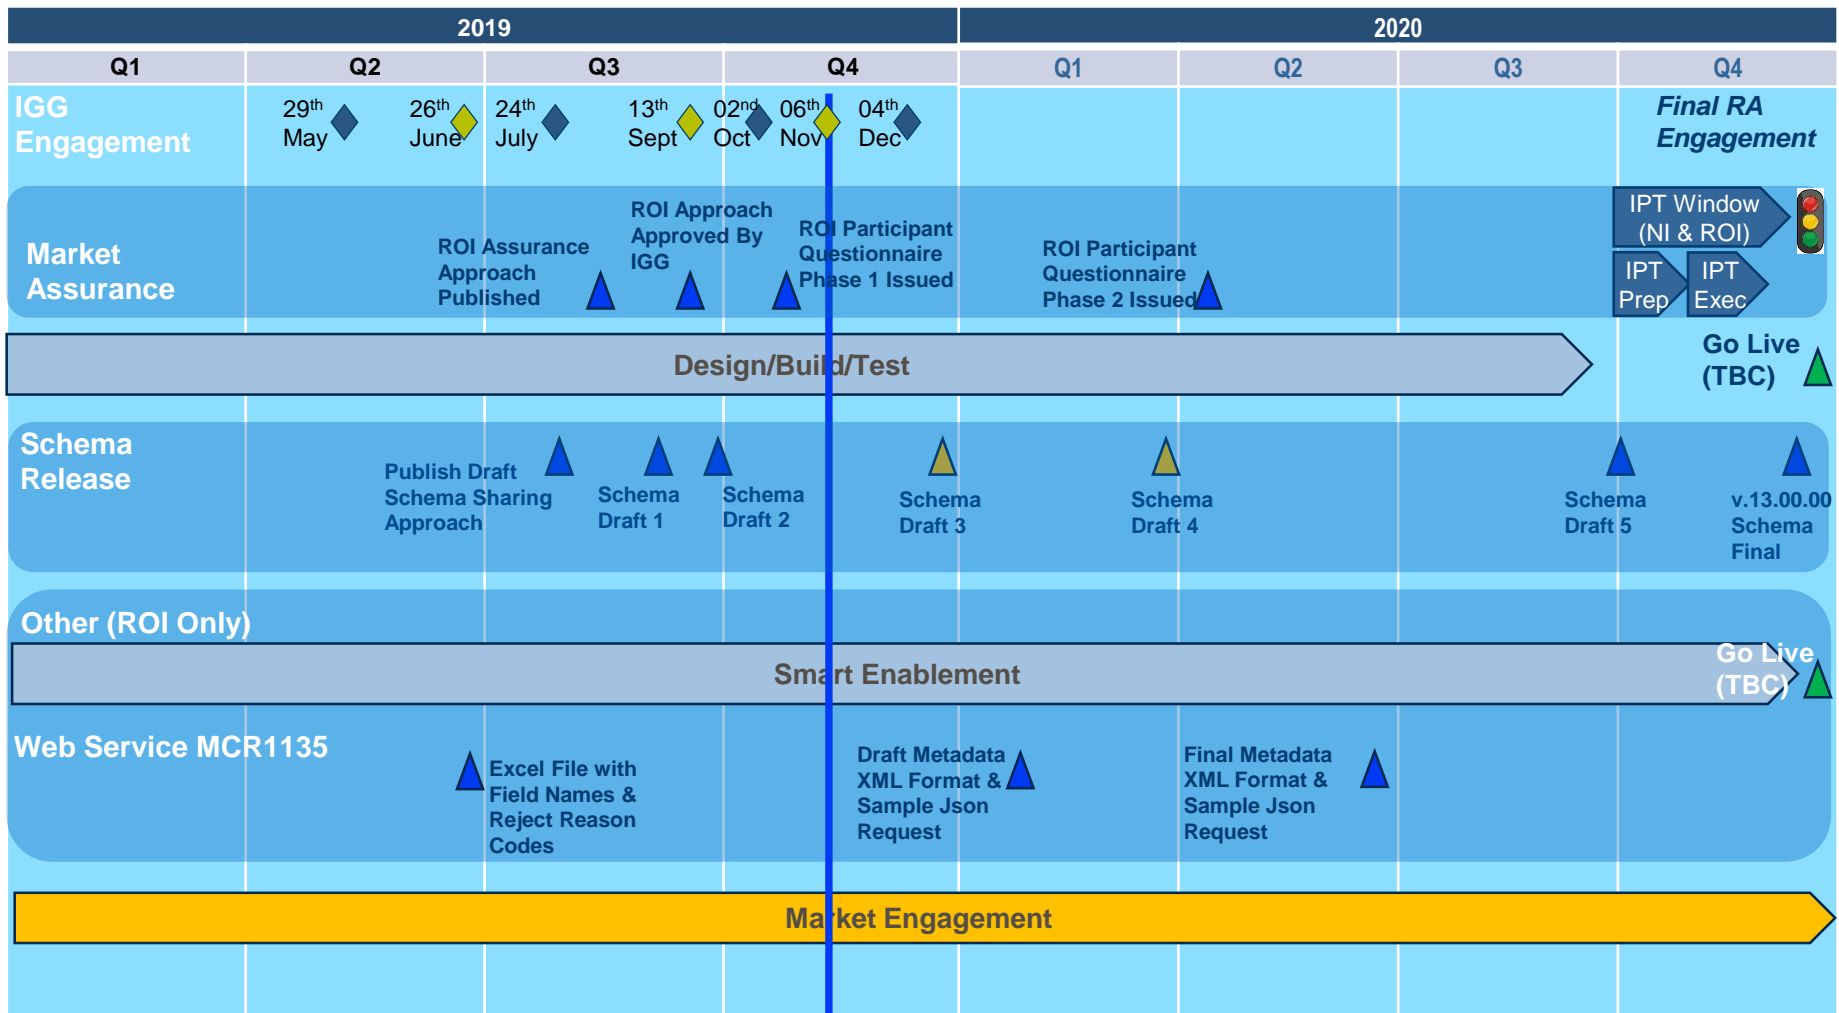 2019
2020
Q1
Q2
Q3
Q4
Q1
Q2
Q3
Q4
IGG
Engagement
29th
May
26th
June
24th
July
13th
Sept
02nd
Oct
06th
Nov
04th
Dec
Final RA
Engagement
Market
Assurance
ROI Assurance
Approach
Published
ROI Approach
Approved By
IGG
ROI Participant
Questionnaire
Phase 1 Issued
ROI Participant
Questionnaire
Phase 2 Issued
IPT Window
(NI & ROI)
IPT
Prep
IPT
Exec
Design/Build/Test
Go Live
(TBC)
Schema
Release
Publish Draft
Schema Sharing
Approach
Schema
Draft 1
Schema
Draft 2
Schema
Draft 3
Schema
Draft 4
Schema
Draft 5
v.13.00.00
Schema
Final
Other (ROI Only)
Smart Enablement
Go Live
(TBC)
Web Service MCR1135
Excel File with
Field Names &
Reject Reason
Codes
Draft Metadata
XML Format &
Sample Json
Request
Final Metadata
XML Format &
Sample Json
Request
Market Engagement